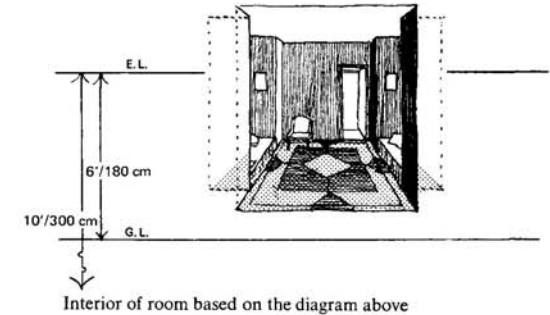 E.L.
6'/180 cm
10'/300 cm
G.L.
Interior of room based on the diagram above